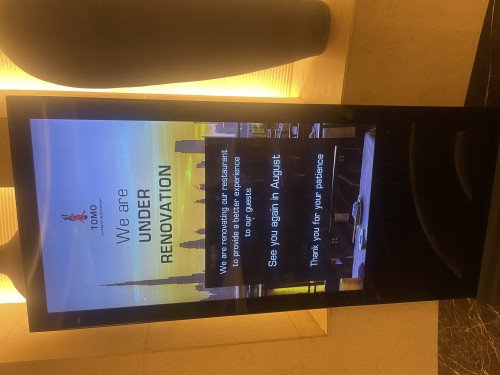 TOMO
We are
UNDER
RENOVATION
We are renovating our restaurant
to provide a better experience
to our guests
See you again in August
Thank you for your patience